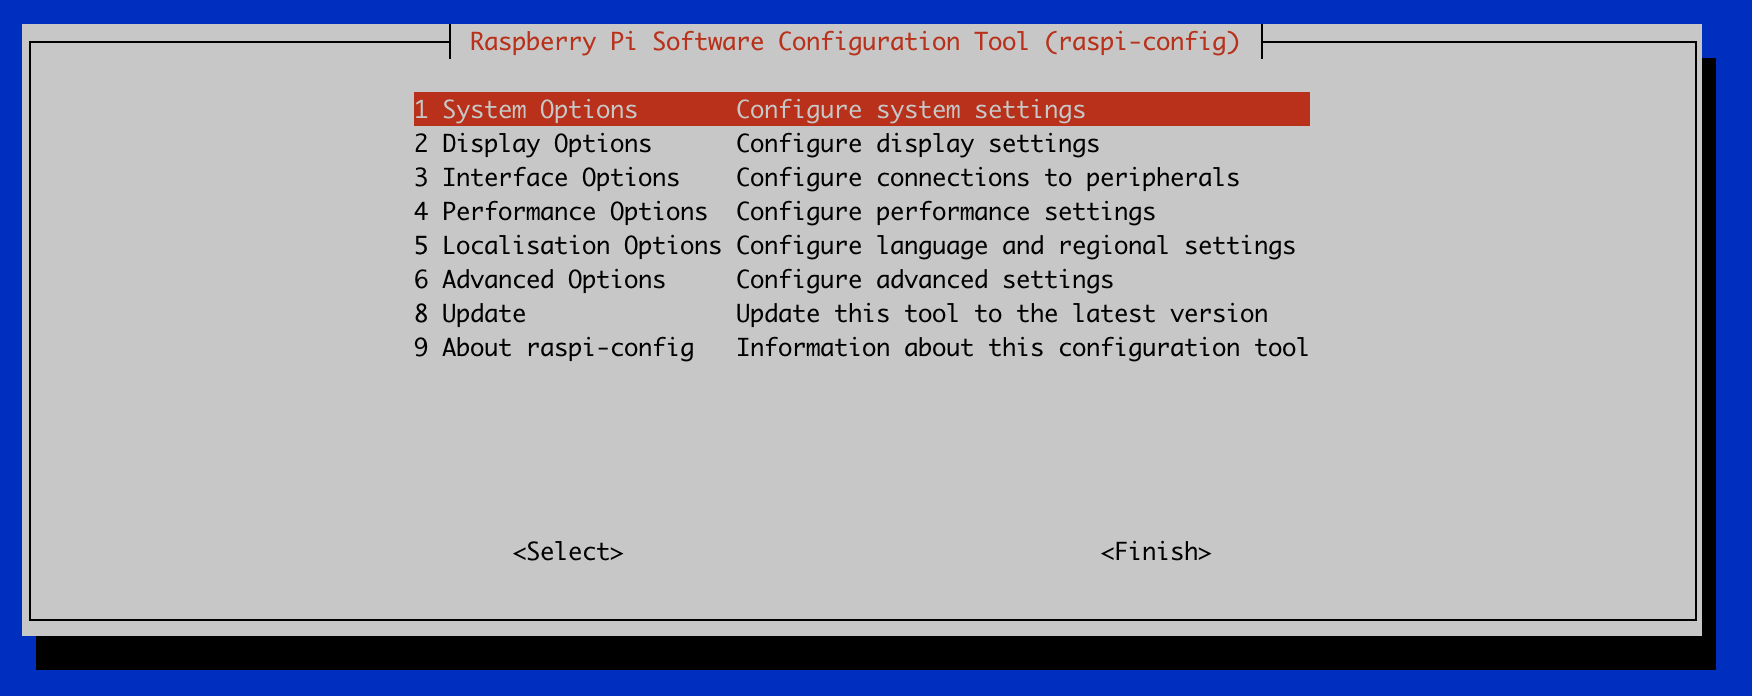 Raspberry Pi Software Configuration Tool (raspi-config)
1 System Options Configure system settings
2 Display Options Configure display settings
3 Interface Options Configure connections to peripherals
4 Performance Options Configure performance settings
5 Localisation Options Configure language and regional settings
6 Advanced Options Configure advanced settings
8 Update Update this tool to the latest version
9 About raspi-config Information about this configuration tool
<Select> <Finish>